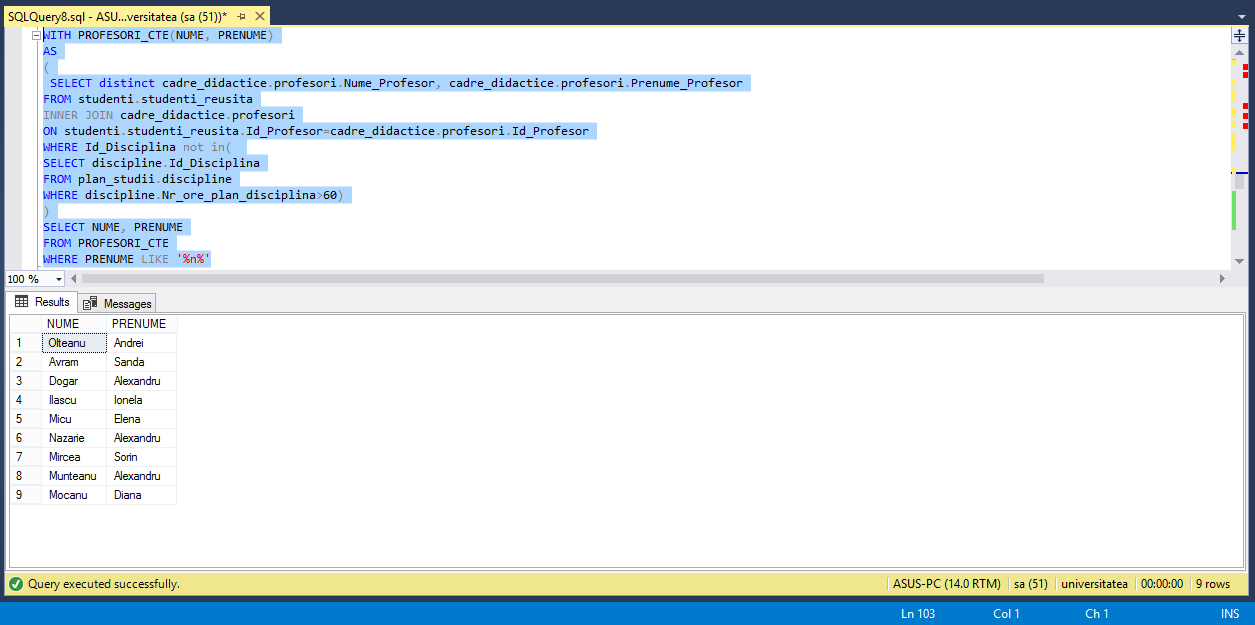 SQLQuery8.sql - ASU...versitatea (sa (51))*
WITH PROFESORI_CTE(NUME, PRENUME)
AS
(
SELECT distinct cadre_didactice.profesori.Nume_Profesor, cadre_didactice.profesori.Prenume_Profesor
FROM studenti.studenti_reusita
INNER JOIN cadre_didactice.profesori
ON studenti.studenti_reusita.Id_Profesor=cadre_didactice.profesori.Id_Profesor
WHERE Id_Disciplina not in(
SELECT discipline.Id_Disciplina
FROM plan_studii.discipline
WHERE discipline.Nr_ore_plan_disciplina>60)
)
SELECT NUME, PRENUME
FROM PROFESORI_CTE
WHERE PRENUME LIKE '%n%'
100 %
Results Messages
NUME PRENUME
1 Olteanu Andrei
2 Avram Sanda
3 Dogar Alexandru
4 Ilascu Ionela
5 Micu Elena
6 Nazarie Alexandru
7 Mircea Sorin
8 Munteanu Alexandru
9 Mocanu Diana
Query executed successfully. ASUS-PC (14.0 RTM) sa (51) universitatea 00:00:00 9 rows
Ln 103 Col 1 Ch 1 INS